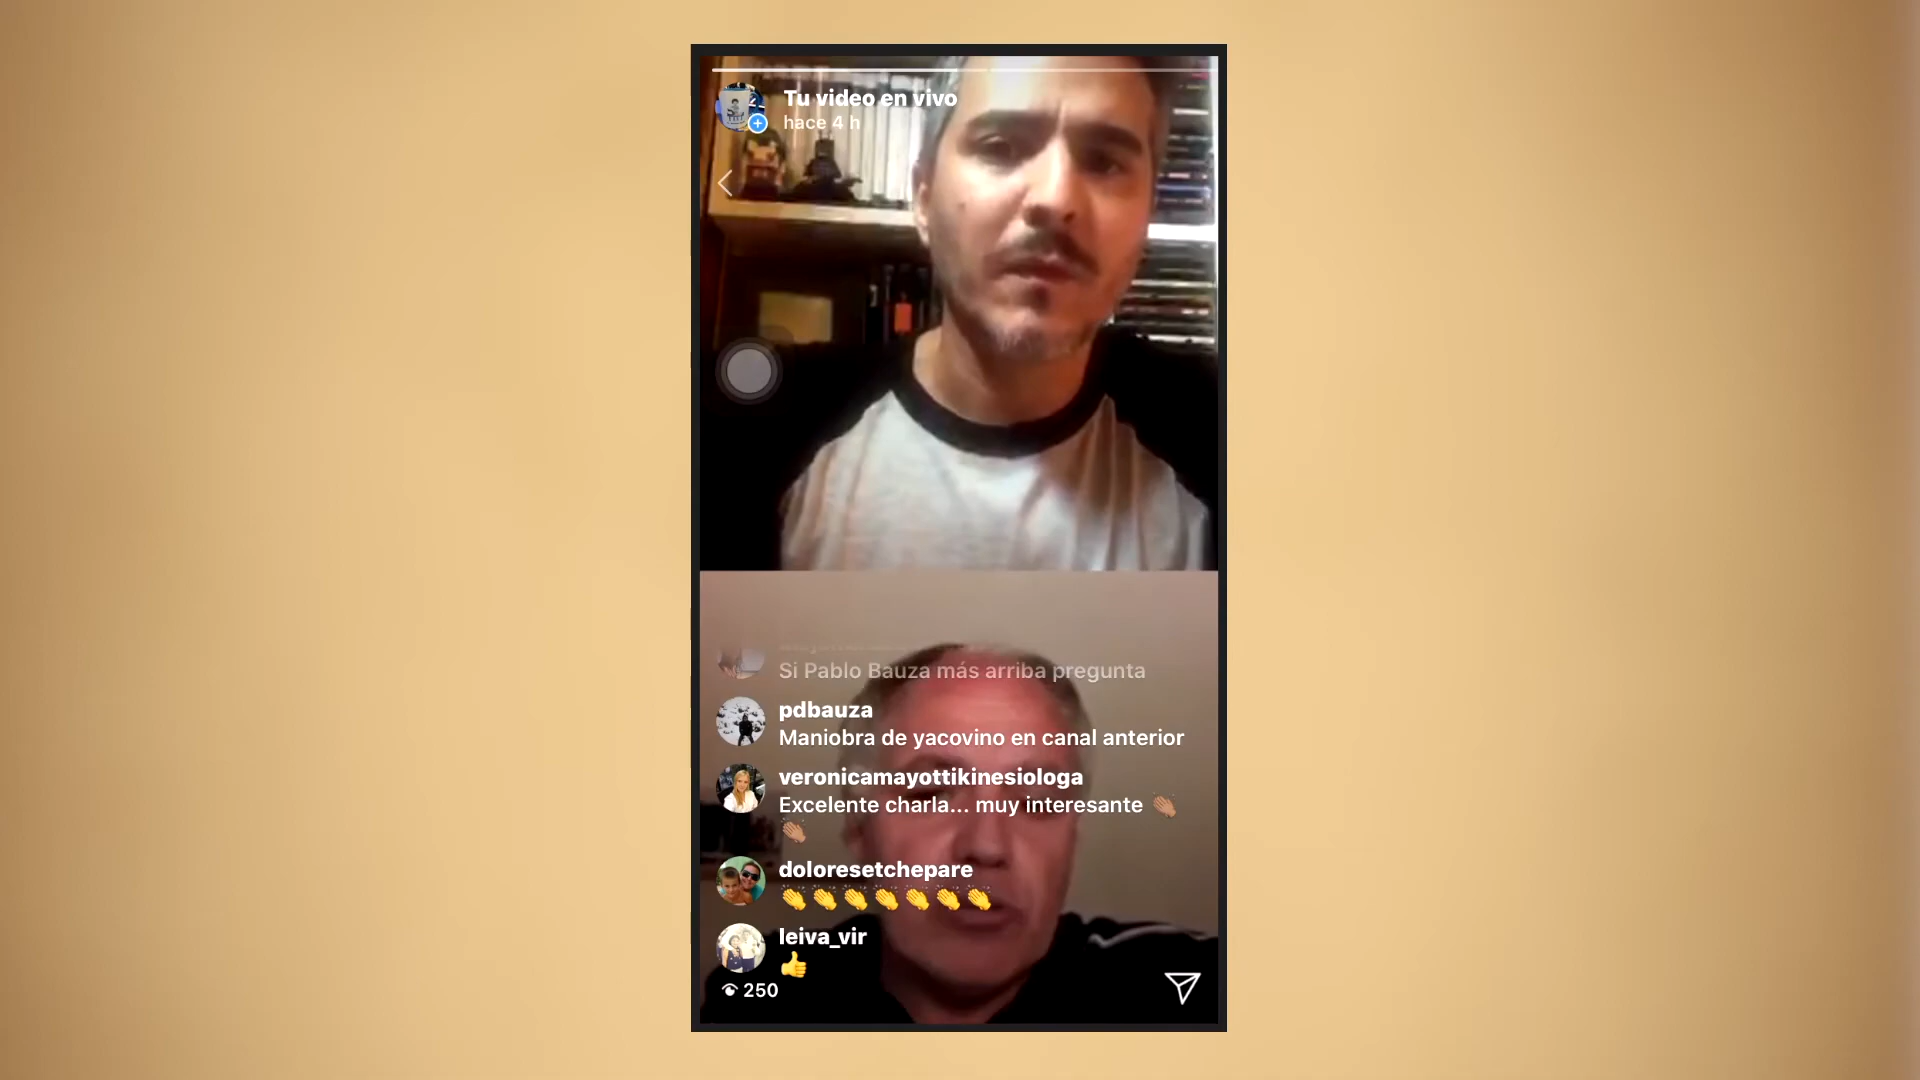 Tu video en vivo
hace 4 h
Si Pablo Bauza más arriba pregunta
pdbauza
Maniobra de yacovino en canal anterior
veronicamayottikinesiologa
Excelente charla... muy interesante 👏🏽
👏🏽
doloresetchepare
👏👏👏👏👏👏👏
leiva_vir
👍
250